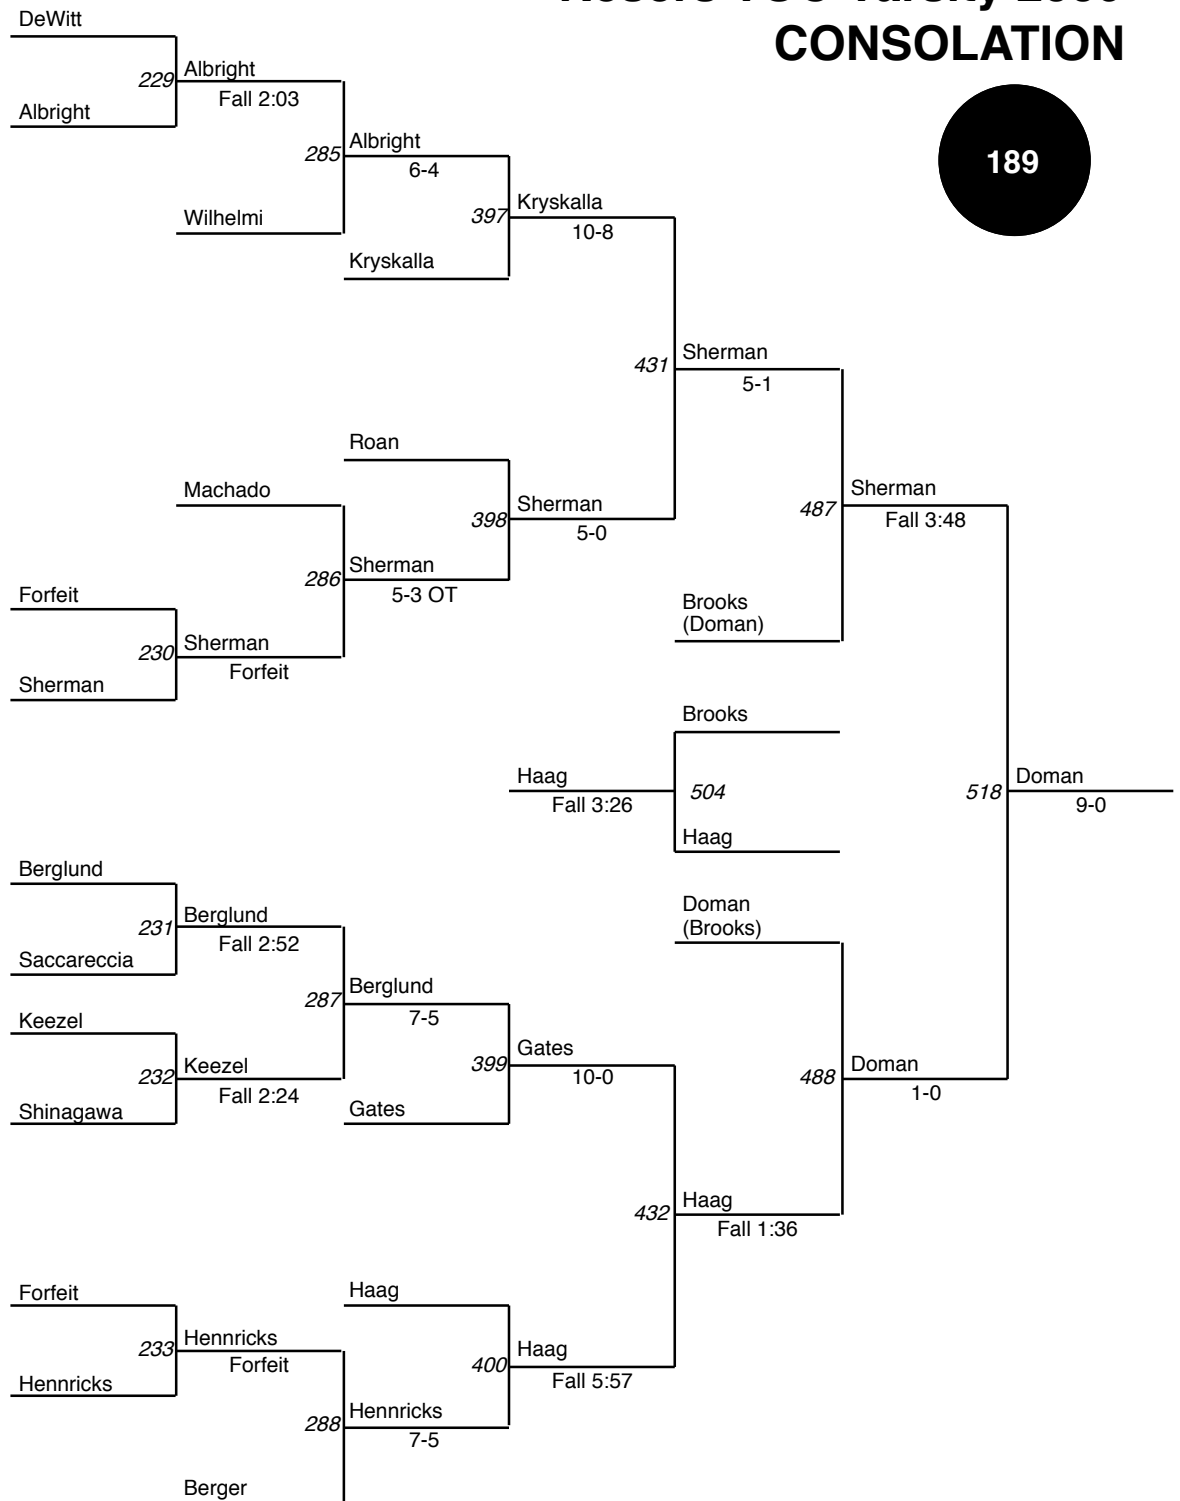 CONSOLATION
189
DeWitt
229
Albright
Fall 2:03
Albright
285
Albright
6-4
Wilhelmi
397
Kryskalla
10-8
Kryskalla
431
Sherman
5-1
Roan
Machado
398
Sherman
5-0
487
Sherman
Fall 3:48
286
Sherman
5-3 OT
Forfeit
230
Sherman
Forfeit
Sherman
Brooks
(Doman)
Brooks
Haag
Fall 3:26
504
Haag
518
Doman
9-0
Berglund
231
Berglund
Fall 2:52
Saccareccia
Doman
(Brooks)
287
Berglund
7-5
Keezel
232
Keezel
Fall 2:24
Shinagawa
399
Gates
10-0
Gates
488
Doman
1-0
432
Haag
Fall 1:36
Forfeit
233
Hennricks
Forfeit
Hennricks
Haag
400
Haag
Fall 5:57
288
Hennricks
7-5
Berger